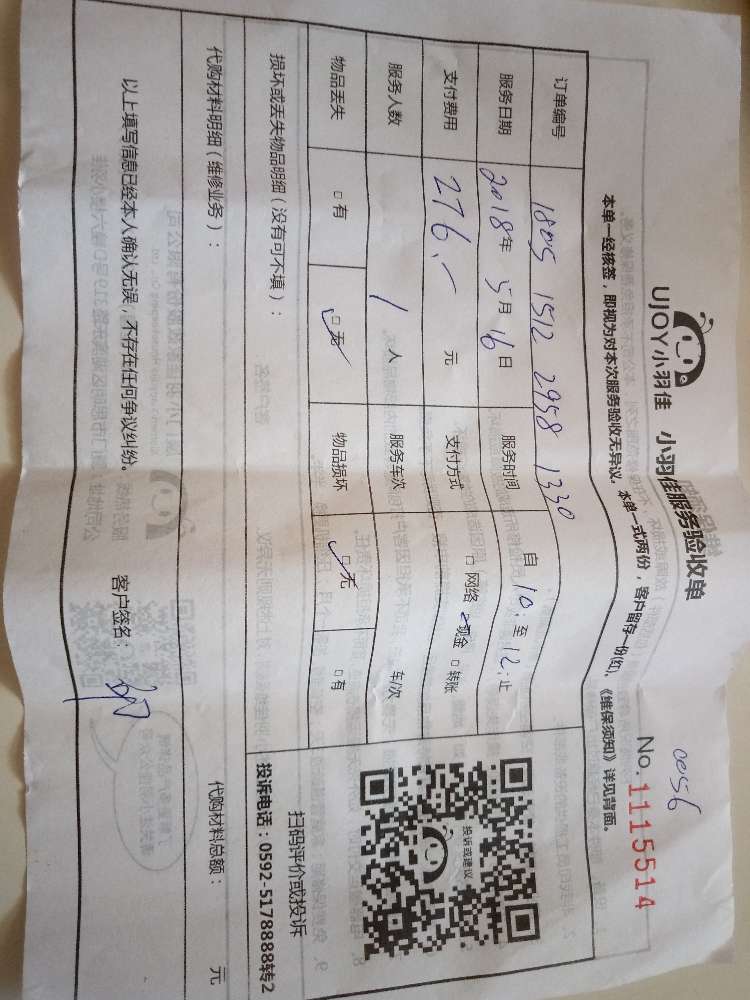 0056
UJOY小羽佳 小羽佳服务验收单
No.1115514
本单一经核签，即视为对本次服务验收无异议。本单一式两份，客户留存一份(红)，《维保须知》详见背面。
订单编号 1805 1512 2958 1330
服务日期 2018年 5月 16日 服务时间 自 10: 至 12: 止
支付费用 276.- 元 支付方式 □ 网络 ☑现金 □ 转账
服务人数 1 人 服务车次 车/次
物品丢失 □ 有 ☑ 无 物品损坏 ☑ 无 □ 有
投诉或建议
扫码评价或投诉
投诉电话：0592-5178888转2
损坏或丢失物品明细（没有可不填）：
代购材料明细（维修业务）： 代购材料总额： 元
以上填写信息已经本人确认无误，不存在任何争议纠纷。 客户签名：